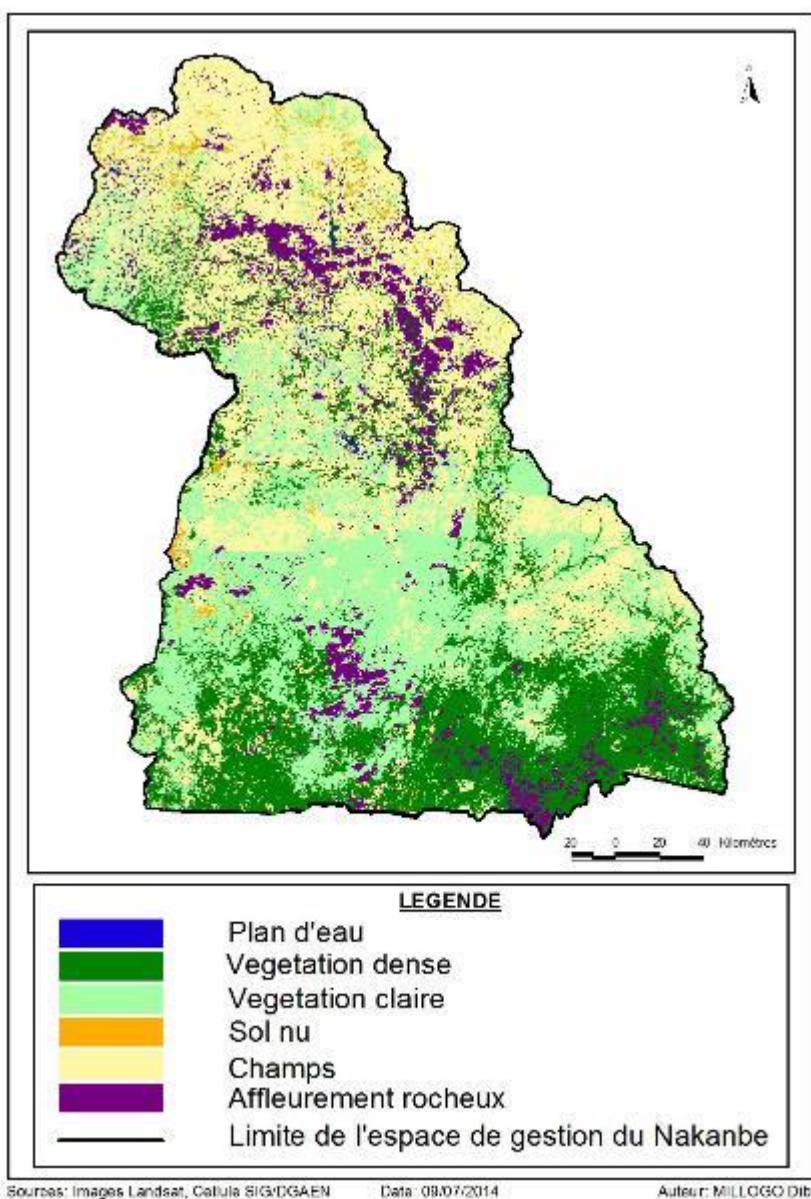 20 0 20 40 Kilomètres
LEGENDE
Plan d'eau
Vegetation dense
Vegetation claire
Sol nu
Champs
Affleurement rocheux
Limite de l'espace de gestion du Nakanbe
Sources: Images Landsat, Cellule SIG/DGAEN Date: 09/07/2014 Auteur: MILLOGO Dib